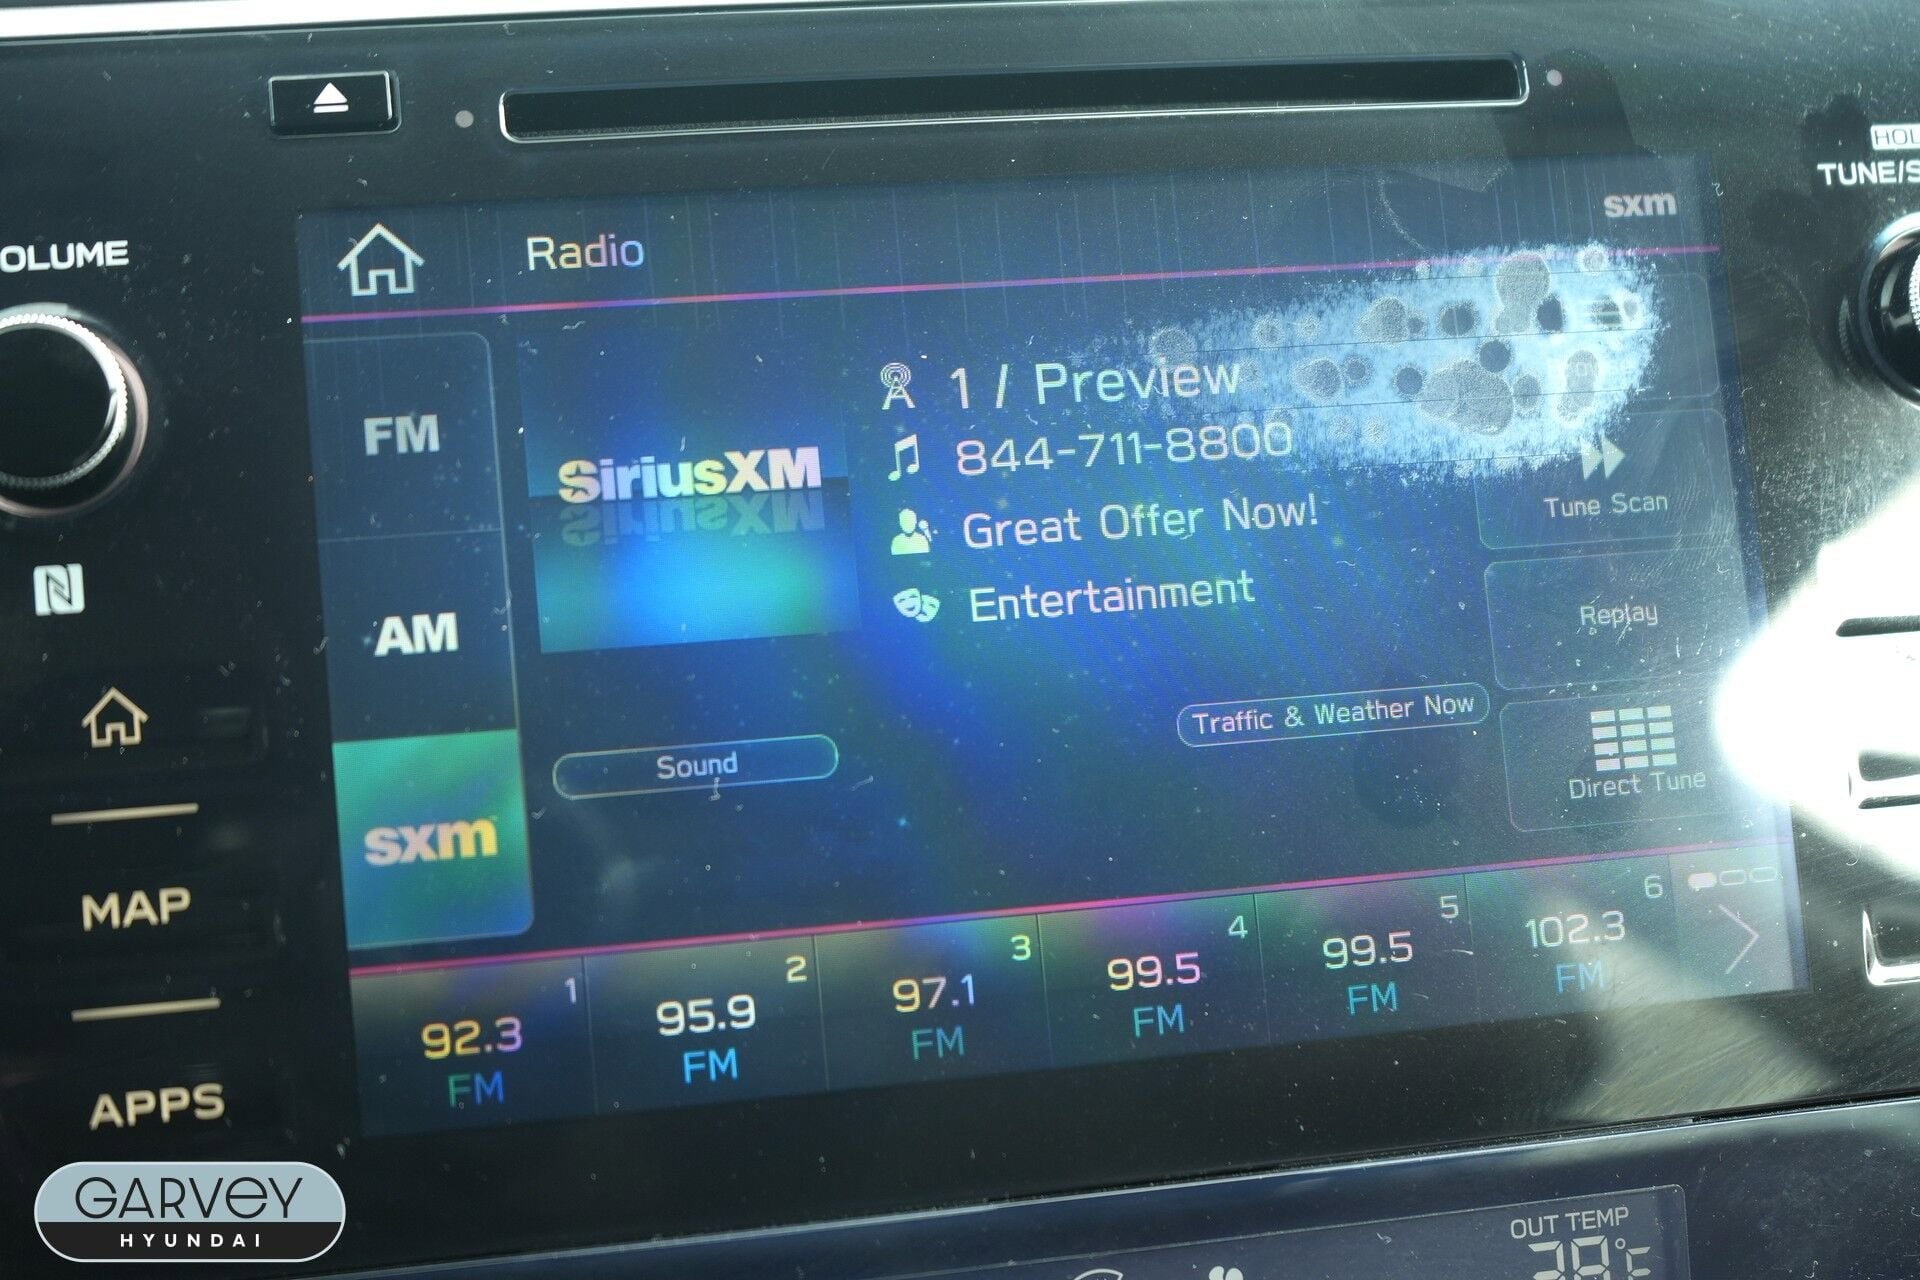 HOL
TUNE/S
OLUME
Radio
sxm
FM
AM
sxm
SiriusXM
1 / Preview
844-711-8800
Great Offer Now!
Entertainment
Tune Scan
Replay
Traffic & Weather Now
Direct Tune
Sound
MAP
APPS
1
92.3
FM
2
95.9
FM
3
97.1
FM
4
99.5
FM
5
99.5
FM
6
102.3
FM
GARVEY
HYUNDAI
OUT TEMP